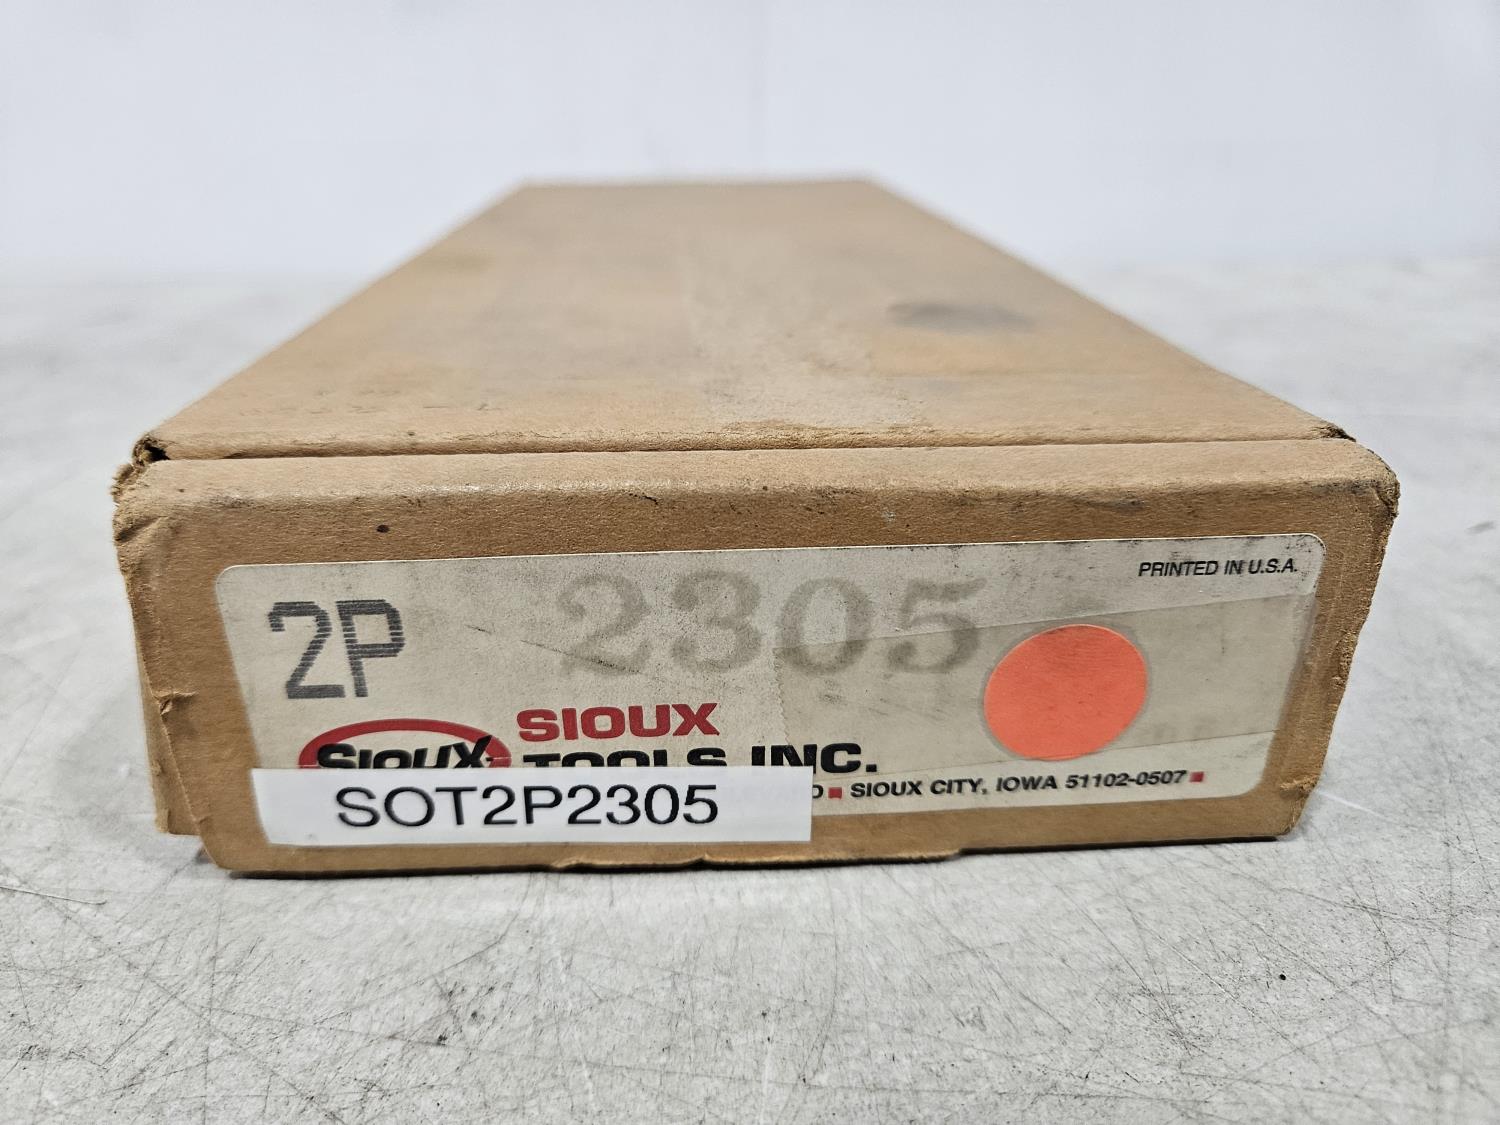 PRINTED IN U.S.A.
2P 2305
SIOUX
SIOUX TOOLS INC.
SIOUX CITY, IOWA 51102-0507
SOT2P2305